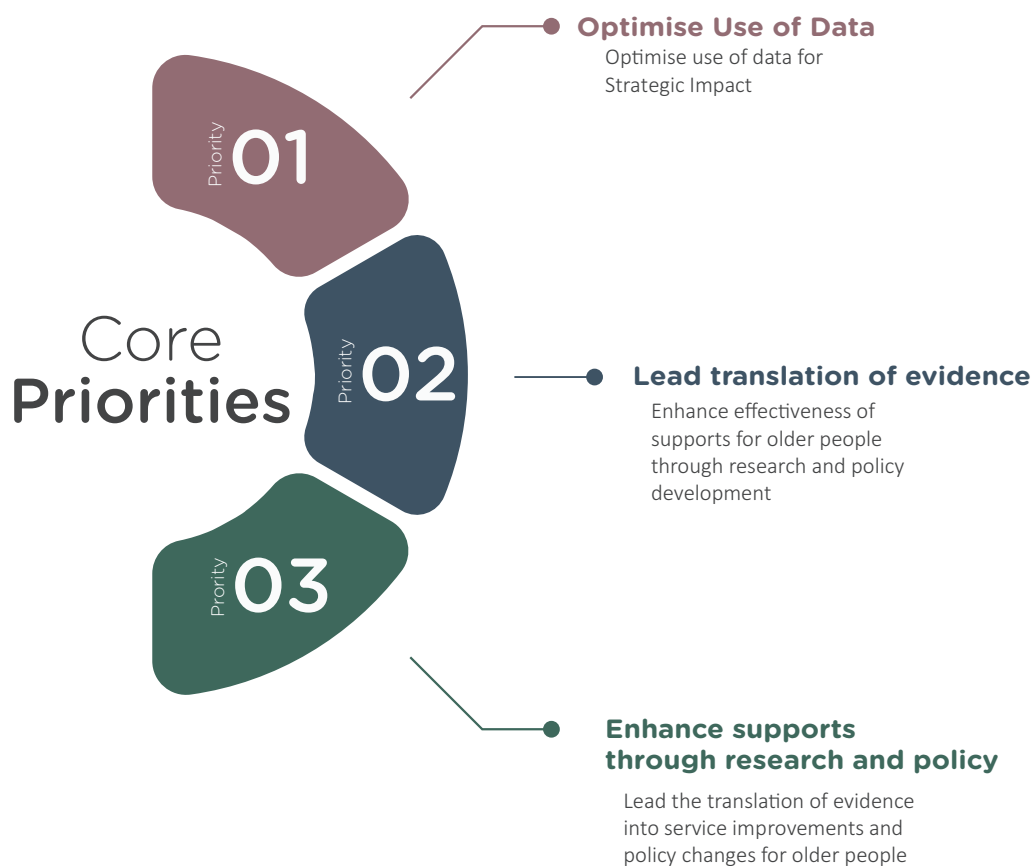 Optimise Use of Data
Optimise use of data for
Strategic Impact
Priority
01
Core
Priorities
Priority
02
Lead translation of evidence
Enhance effectiveness of
supports for older people
through research and policy
development
Prority
03
Enhance supports
through research and policy
Lead the translation of evidence
into service improvements and
policy changes for older people